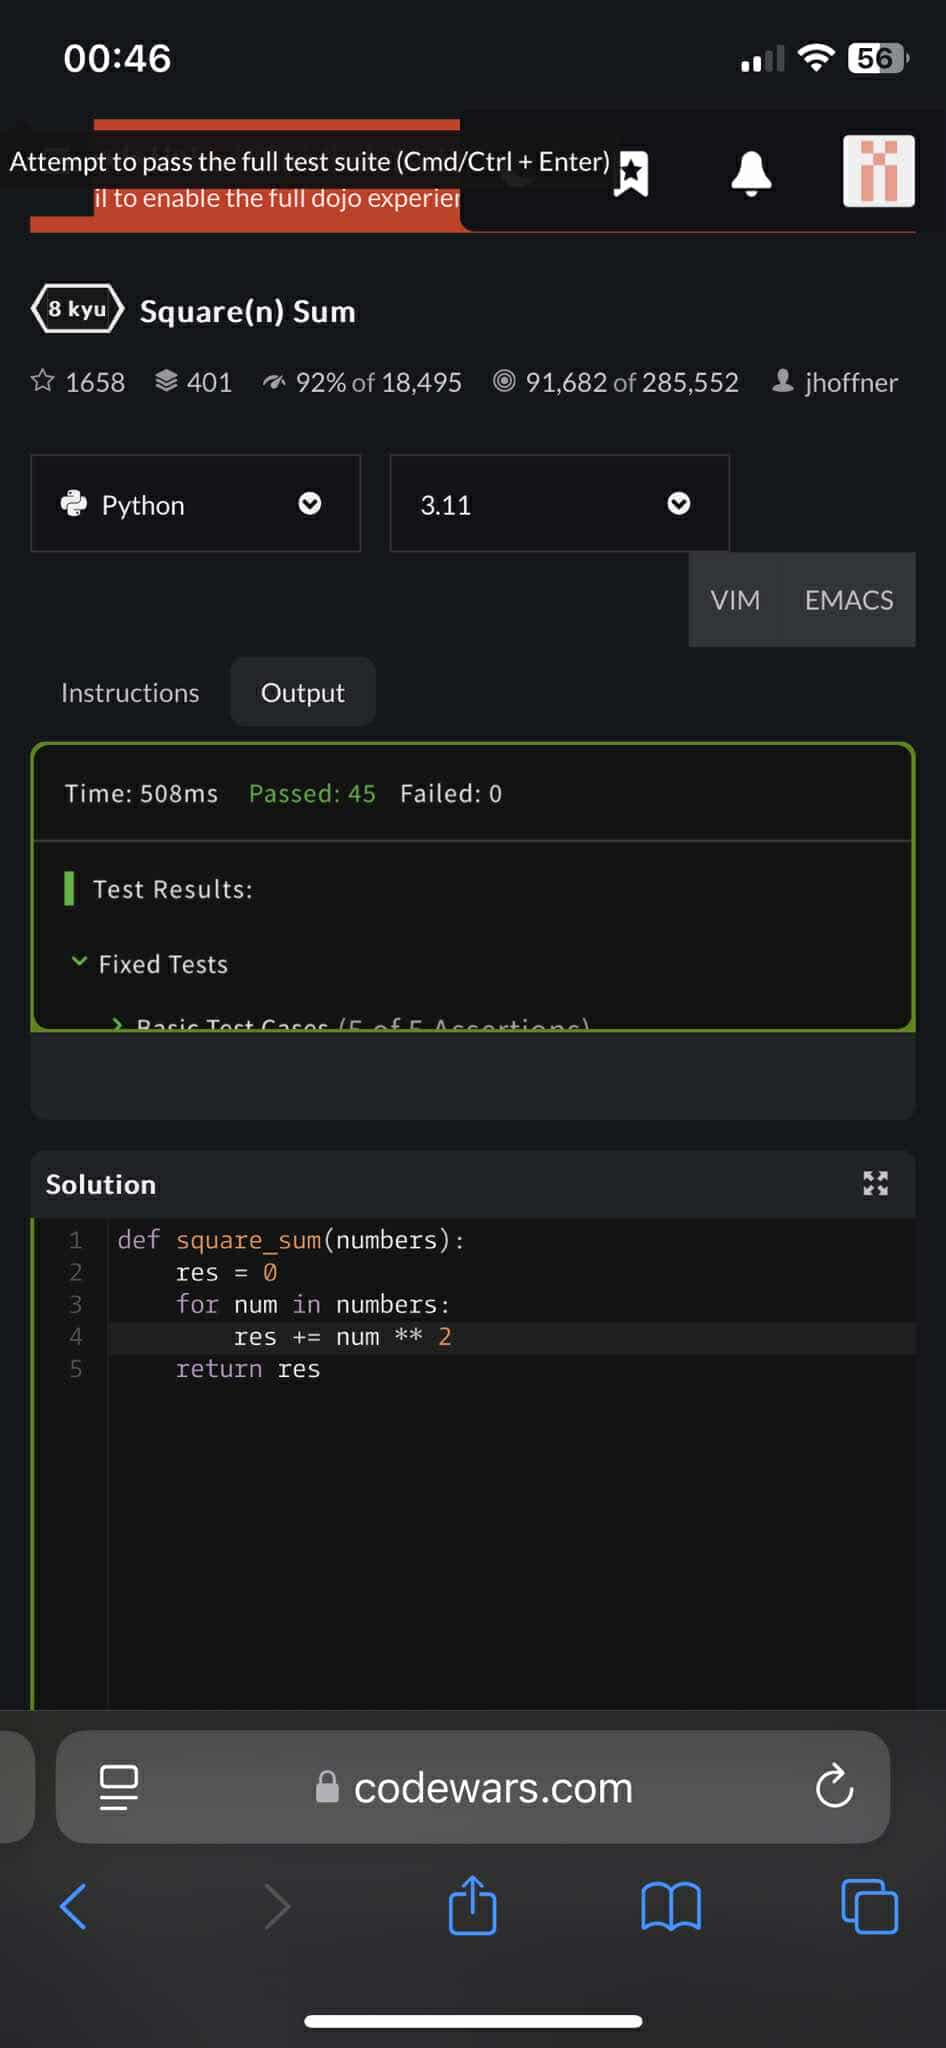 00:46
56
Attempt to pass the full test suite (Cmd/Ctrl + Enter)
il to enable the full dojo experien
8 kyu Square(n) Sum
1658 401 92% of 18,495 91,682 of 285,552 jhoffner
Python 3.11
VIM EMACS
Instructions Output
Time: 508ms Passed: 45 Failed: 0
Test Results:
Fixed Tests
Basic Test Cases (5 of 5 Assertions)
Solution
1 def square_sum(numbers):
2 res = 0
3 for num in numbers:
4 res += num ** 2
5 return res
codewars.com